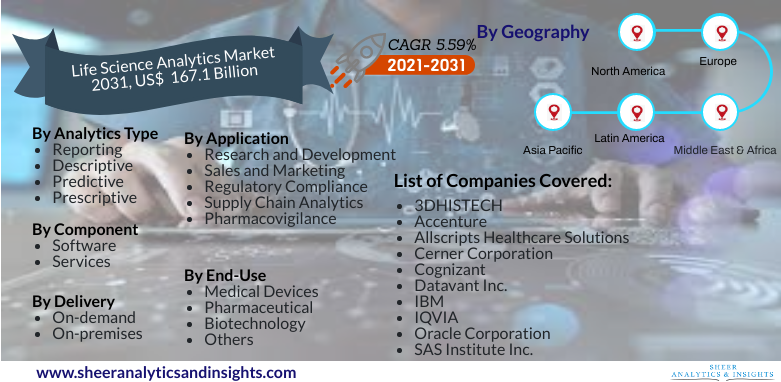 Life Science Analytics Market
2031, US$ 167.1 Billion
CAGR 5.59%
2021-2031
By Geography
North America
Europe
Asia Pacific
Latin America
Middle East & Africa
By Analytics Type
• Reporting
• Descriptive
• Predictive
• Prescriptive
By Component
• Software
• Services
By Delivery
• On-demand
• On-premises
By Application
• Research and Development
• Sales and Marketing
• Regulatory Compliance
• Supply Chain Analytics
• Pharmacovigilance
By End-Use
• Medical Devices
• Pharmaceutical
• Biotechnology
• Others
List of Companies Covered:
• 3DHISTECH
• Accenture
• Allscripts Healthcare Solutions
• Cerner Corporation
• Cognizant
• Datavant Inc.
• IBM
• IQVIA
• Oracle Corporation
• SAS Institute Inc.
www.sheeranalyticsandinsights.com
SHEER
ANALYTICS & INSIGHTS